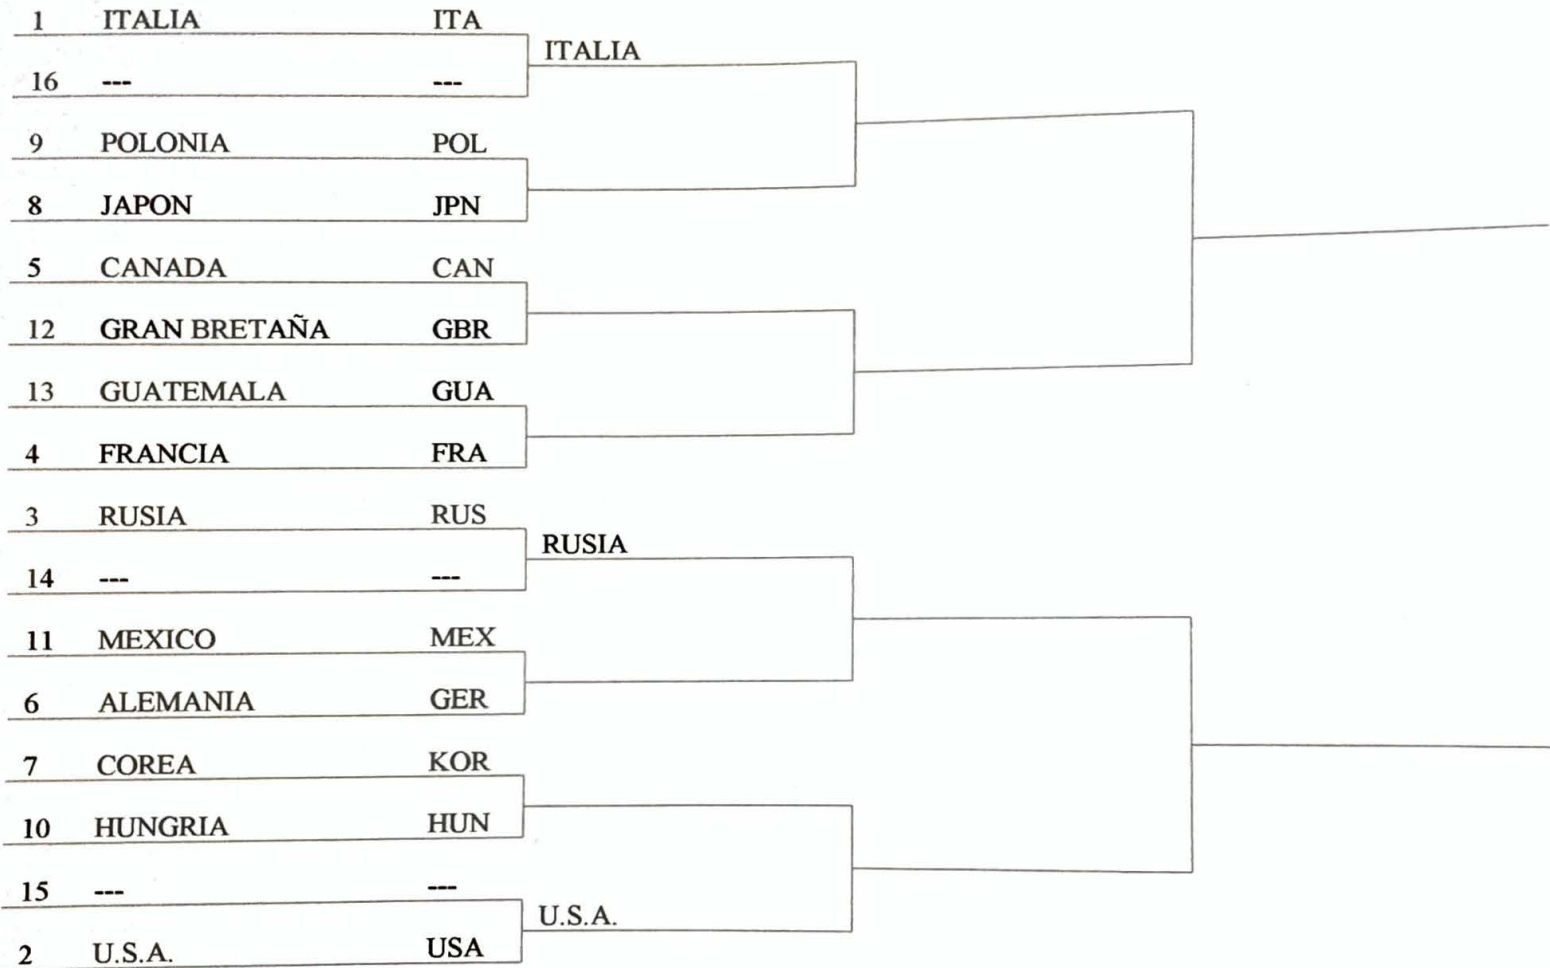 1 ITALIA ITA
ITALIA
16 --- ---
9 POLONIA POL
8 JAPON JPN
5 CANADA CAN
12 GRAN BRETAÑA GBR
13 GUATEMALA GUA
4 FRANCIA FRA
3 RUSIA RUS
RUSIA
14 --- ---
11 MEXICO MEX
6 ALEMANIA GER
7 COREA KOR
10 HUNGRIA HUN
15 --- ---
U.S.A.
2 U.S.A. USA